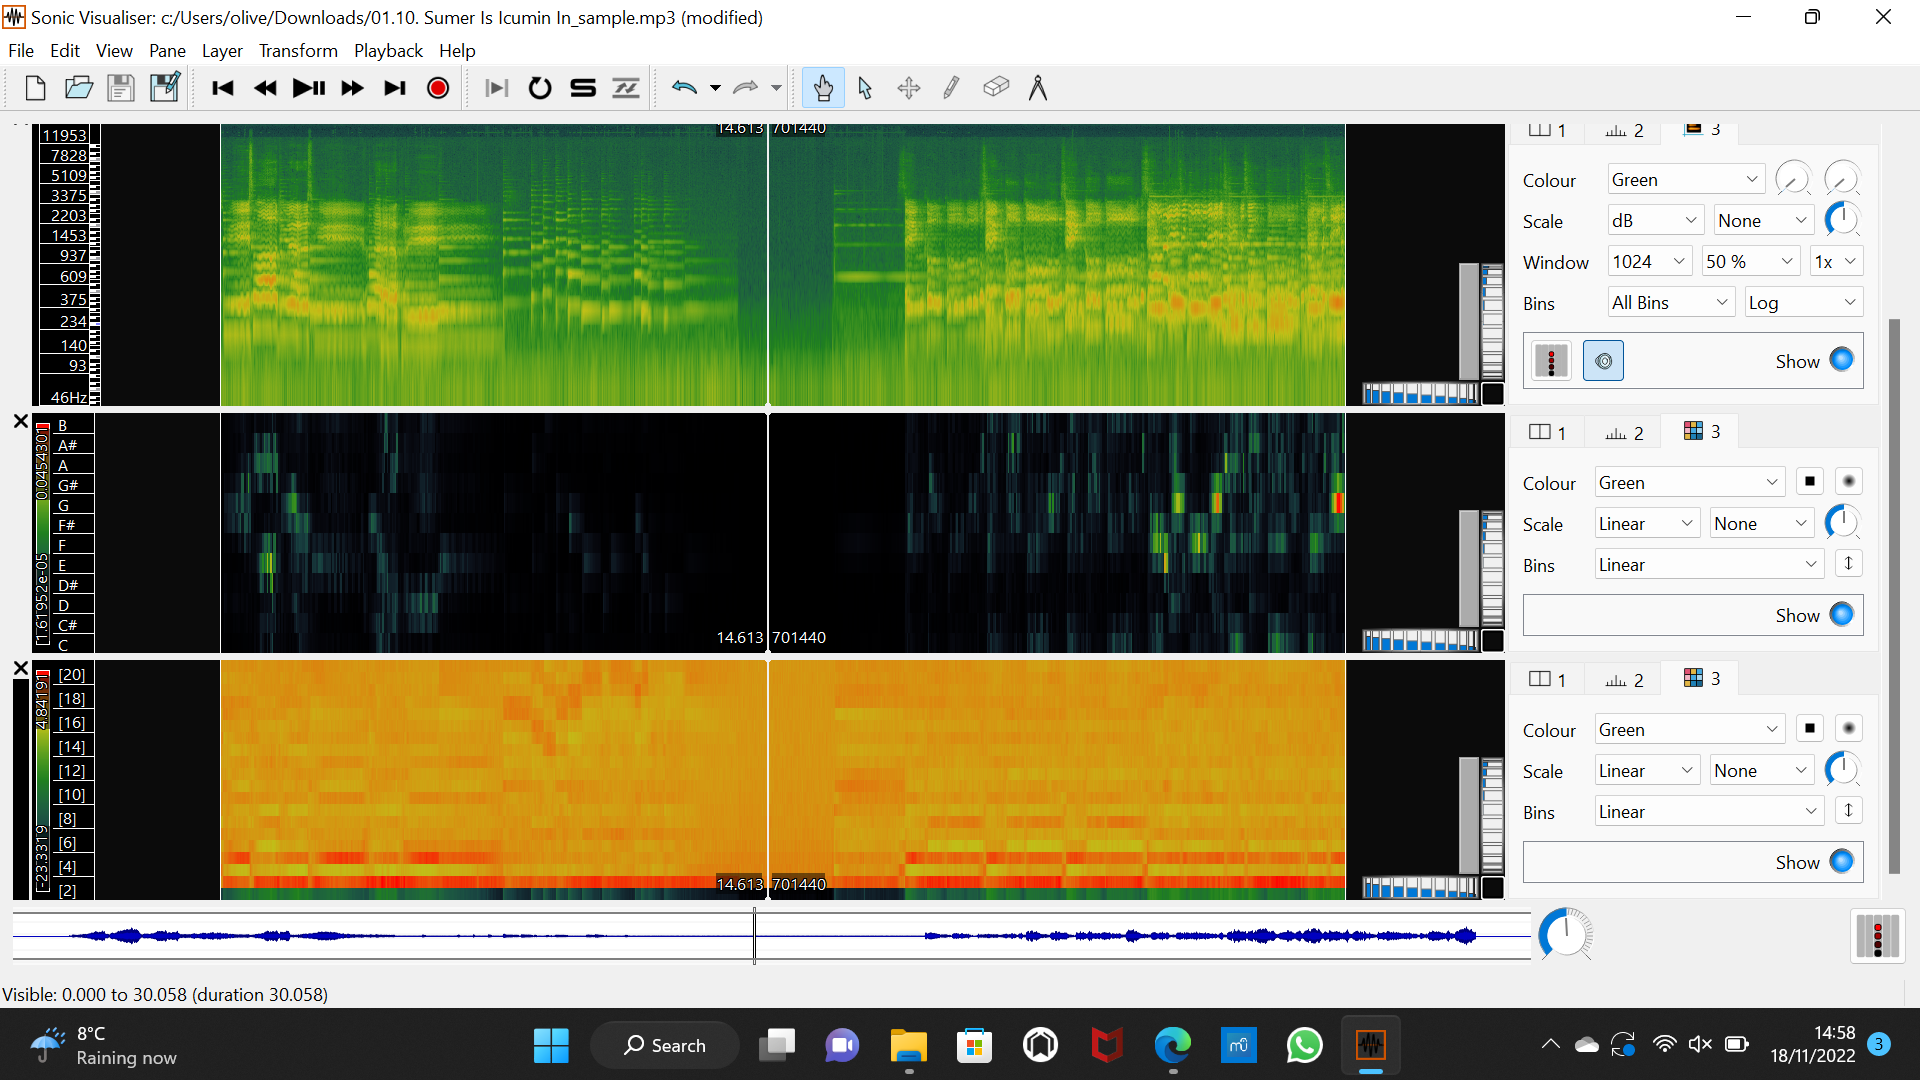 Sonic Visualiser: c:/Users/olive/Downloads/01.10. Sumer Is Icumin In_sample.mp3 (modified)
File Edit View Pane Layer Transform Playback Help
11953
7828
5109
3375
2203
1453
937
609
375
234
140
93
46Hz
14.613 701440
1 2 3
Colour Green
Scale dB None
Window 1024 50 % 1x
Bins All Bins Log
Show
0.0454301
[1.61952e-05
B
A#
A
G#
G
F#
F
E
D#
D
C#
C
14.613 701440
1 2 3
Colour Green
Scale Linear None
Bins Linear
Show
4.84191
-23.3319
[20]
[18]
[16]
[14]
[12]
[10]
[8]
[6]
[4]
[2]
14.613 701440
1 2 3
Colour Green
Scale Linear None
Bins Linear
Show
Visible: 0.000 to 30.058 (duration 30.058)
8°C
Raining now
Search
14:58
18/11/2022
3